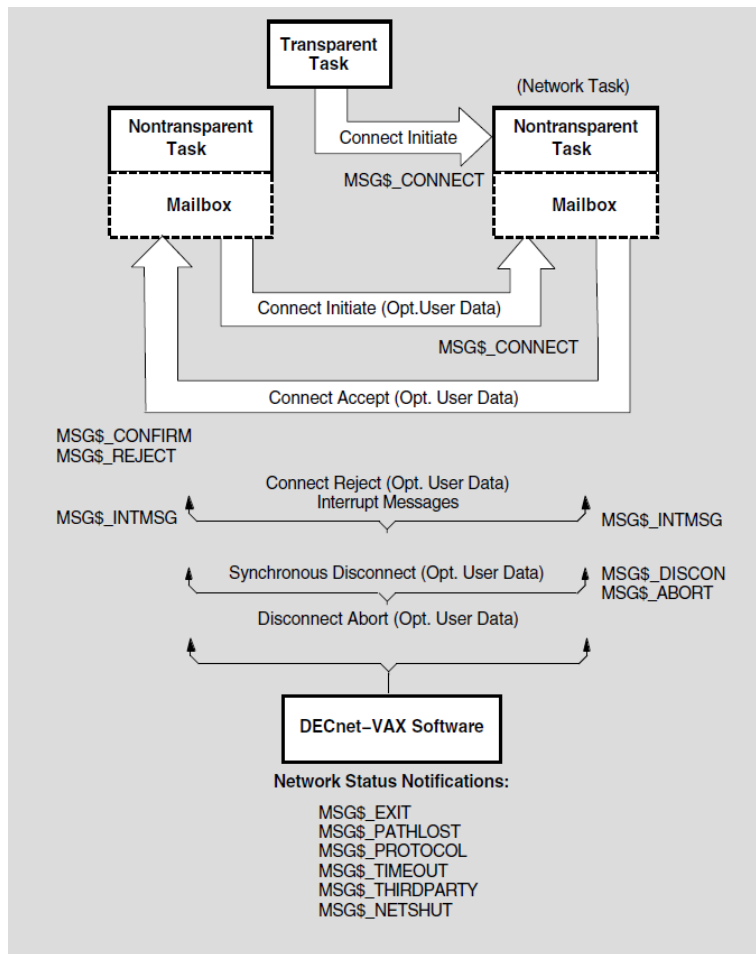 Transparent
Task
(Network Task)
Nontransparent
Task
Connect Initiate
Nontransparent
Task
MSG$_CONNECT
Mailbox
Mailbox
Connect Initiate (Opt.User Data)
MSG$_CONNECT
Connect Accept (Opt. User Data)
MSG$_CONFIRM
MSG$_REJECT
Connect Reject (Opt. User Data)
Interrupt Messages
MSG$_INTMSG
MSG$_INTMSG
Synchronous Disconnect (Opt. User Data)
MSG$_DISCON
MSG$_ABORT
Disconnect Abort (Opt. User Data)
DECnet–VAX Software
Network Status Notifications:
MSG$_EXIT
MSG$_PATHLOST
MSG$_PROTOCOL
MSG$_TIMEOUT
MSG$_THIRDPARTY
MSG$_NETSHUT